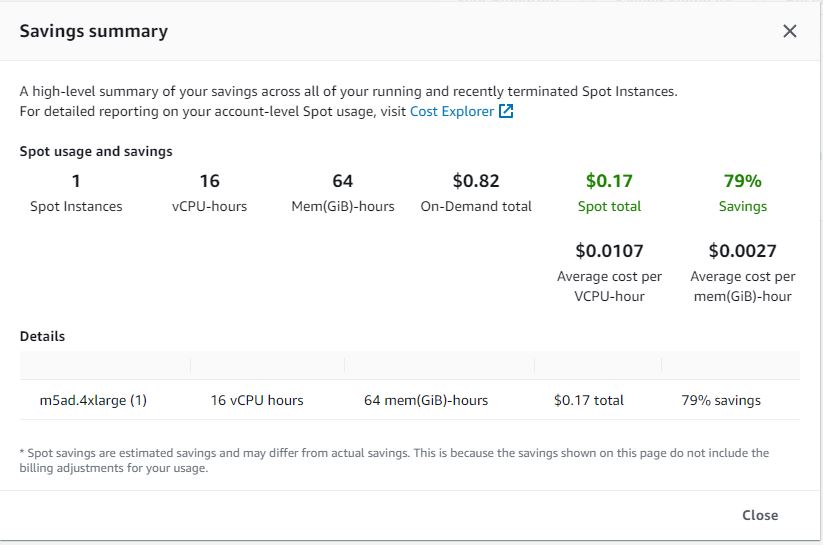 Savings summary
A high-level summary of your savings across all of your running and recently terminated Spot Instances.
For detailed reporting on your account-level Spot usage, visit Cost Explorer
Spot usage and savings
1 16 64 $0.82 $0.17 79%
Spot Instances vCPU-hours Mem(GiB)-hours On-Demand total Spot total Savings
$0.0107 $0.0027
Average cost per Average cost per
VCPU-hour mem(GiB)-hour
Details
m5ad.4xlarge (1) 16 vCPU hours 64 mem(GiB)-hours $0.17 total 79% savings
* Spot savings are estimated savings and may differ from actual savings. This is because the savings shown on this page do not include the
billing adjustments for your usage.
Close